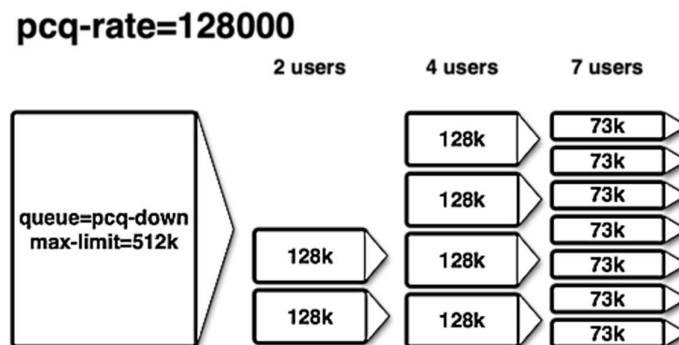 pcq-rate=128000
2 users
4 users
7 users
queue=pcq-down
max-limit=512k
128k
128k
128k
128k
128k
128k
73k
73k
73k
73k
73k
73k
73k